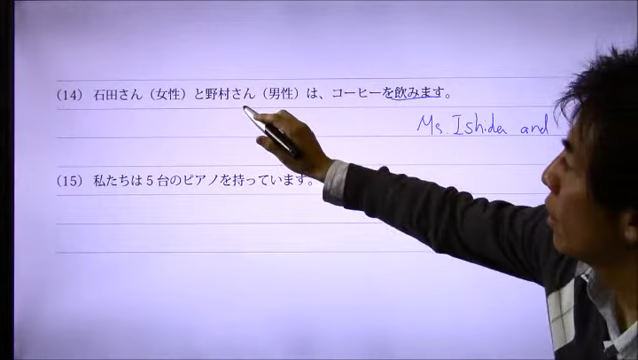 (14) 石田さん（女性）と野村さん（男性）は、コーヒーを飲みます。
Ms. Ishida and
(15) 私たちは5台のピアノを持っています。